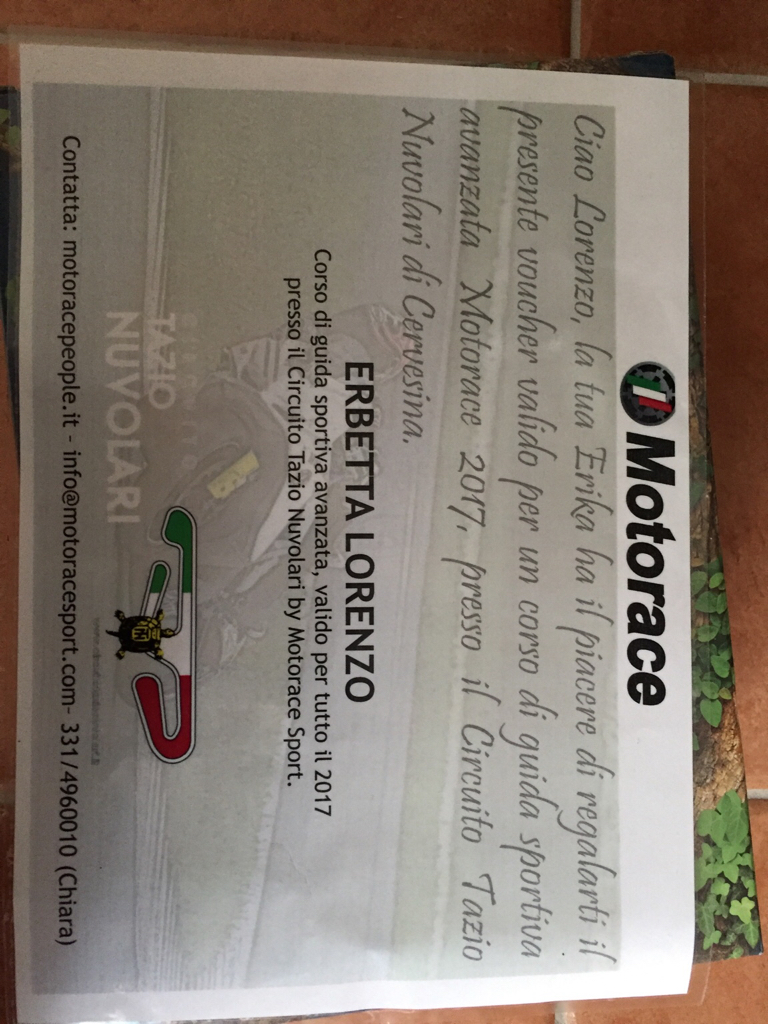 Motorace
Ciao Lorenzo, la tua Erika ha il piacere di regalarti il
presente voucher valido per un corso di guida sportiva
avanzata Motorace 2017, presso il Circuito Tazio
Nuvolari di Cervesina.
ERBETTA LORENZO
Corso di guida sportiva avanzata, valido per tutto il 2017
presso il Circuito Tazio Nuvolari by Motorace Sport.
CIRCUITO
TAZIO
NUVOLARI
Contatta: motoracepeople.it - info@motoracesport.com- 331/4960010 (Chiara)